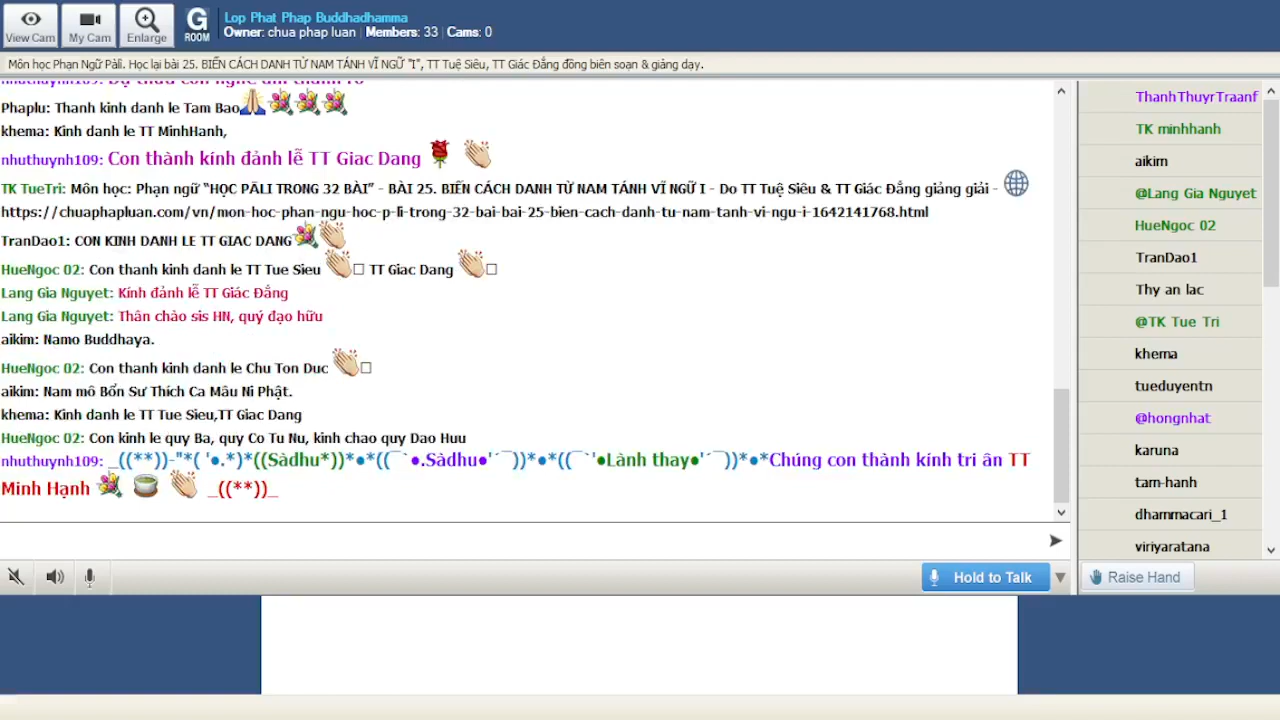 View Cam
My Cam
Enlarge
G
ROOM
Lop Phat Phap Buddhadhamma
Owner: chua phap luan | Members: 33 | Cams: 0
Môn học Phạn Ngữ Pàlì. Học lại bài 25. BIẾN CÁCH DANH TỪ NAM TÁNH VĨ NGỮ "I", TT Tuệ Siêu, TT Giác Đẳng đồng biên soạn & giảng dạy.
Phaplu: Thanh kinh danh le Tam Bao
khema: Kinh danh le TT MinhHanh,
nhuthuynh109: Con thành kính đảnh lễ TT Giac Dang
TK TueTri: Môn học: Phạn ngữ “HỌC PĀLI TRONG 32 BÀI” - BÀI 25. BIẾN CÁCH DANH TỪ NAM TÁNH VĨ NGỮ I - Do TT Tuệ Siêu & TT Giác Đẳng giảng giải -
https://chuaphapluan.com/vn/mon-hoc-phan-ngu-hoc-p-li-trong-32-bai-bai-25-bien-cach-danh-tu-nam-tanh-vi-ngu-i-1642141768.html
TranDao1: CON KINH DANH LE TT GIAC DANG
HueNgoc 02: Con thanh kinh danh le TT Tue Sieu TT Giac Dang
Lang Gia Nguyet: Kính đảnh lễ TT Giác Đẳng
Lang Gia Nguyet: Thân chào sis HN, quý đạo hữu
aikim: Namo Buddhaya.
HueNgoc 02: Con thanh kinh danh le Chu Ton Duc
aikim: Nam mô Bổn Sư Thích Ca Mâu Ni Phật.
khema: Kinh danh le TT Tue Sieu,TT Giac Dang
HueNgoc 02: Con kinh le quy Ba, quy Co Tu Nu, kinh chao quy Dao Huu
nhuthuynh109: _((**))-"*( '●.*)*((Sàdhu*))*●*((¯`●.Sàdhu●'´¯))*●*((¯`'●Lành thay●'´¯))*●*Chúng con thành kính tri ân TT
Minh Hạnh _((**))_
Hold to Talk
ThanhThuyrTraanf
TK minhhanh
aikim
@Lang Gia Nguyet
HueNgoc 02
TranDao1
Thy an lac
@TK Tue Tri
khema
tueduyentn
@hongnhat
karuna
tam-hanh
dhammacari_1
viriyaratana
Raise Hand